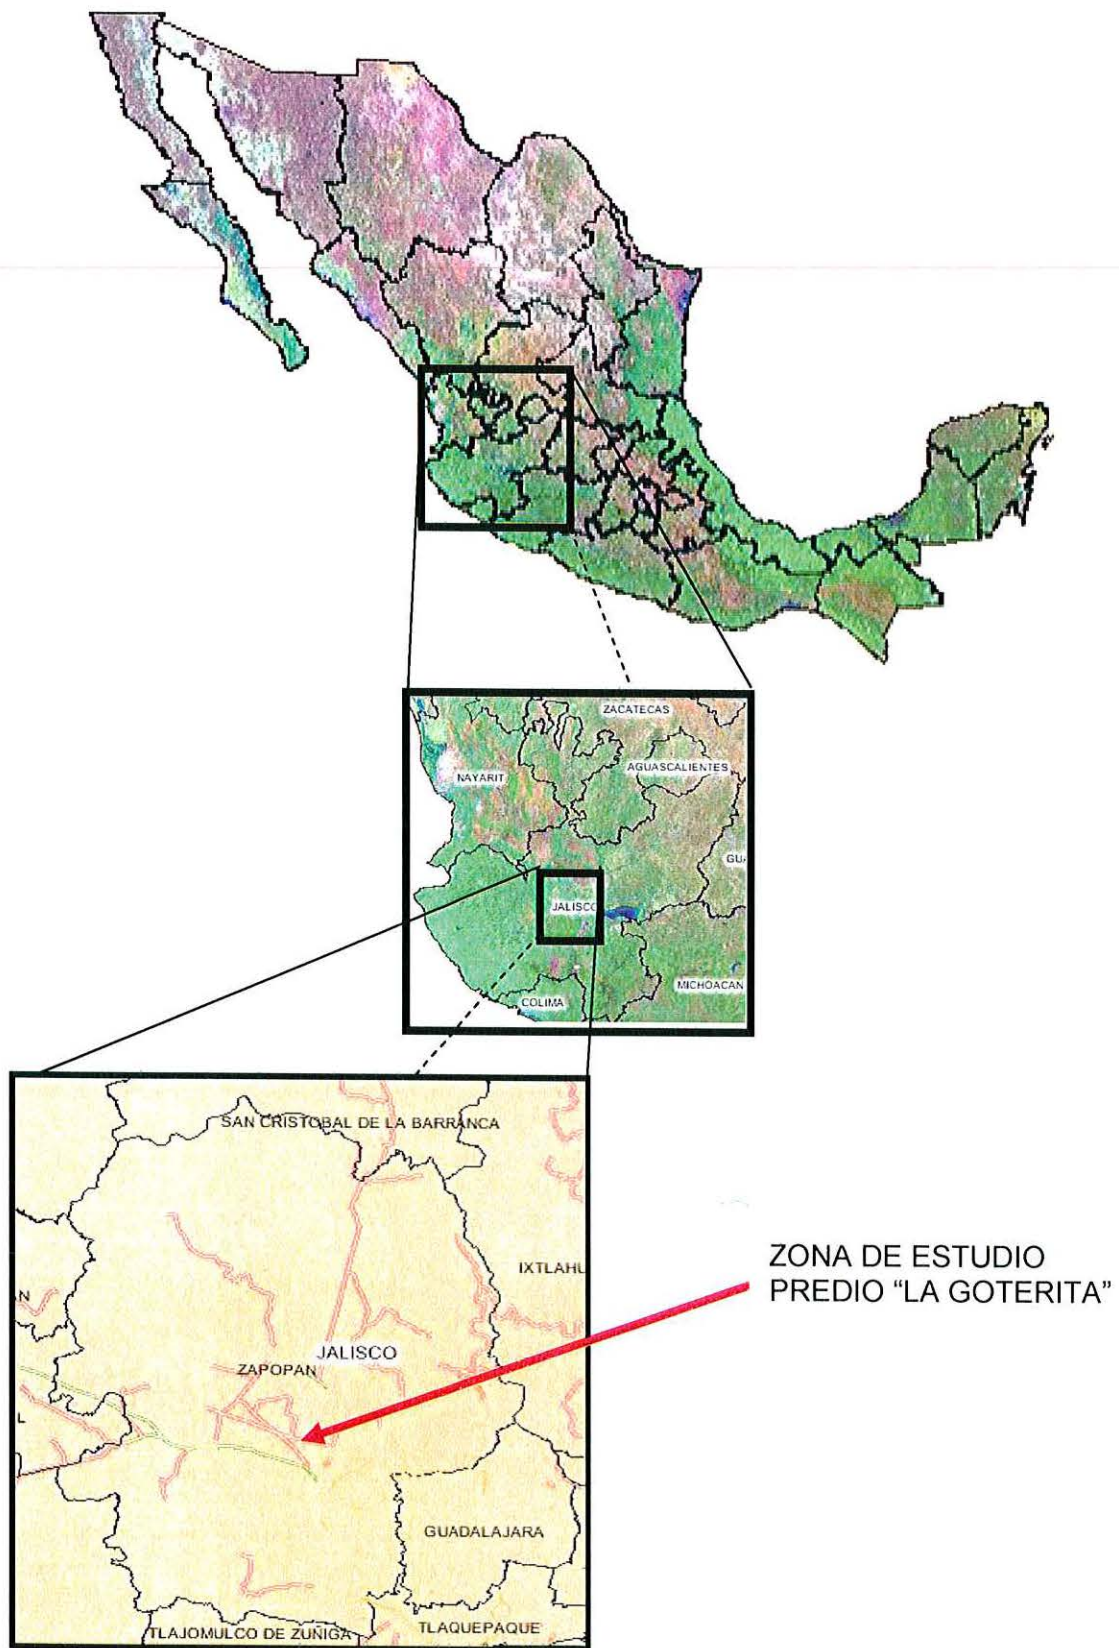 ZACATECAS
AGUASCALIENTES
NAYARIT
GUA
JALISCO
MICHOACAN
COLIMA
SAN CRISTOBAL DE LA BARRANCA
IXTLAHU
N
JALISCO
ZAPOPAN
L
GUADALAJARA
TLAJOMULCO DE ZUÑIGA
TLAQUEPAQUE
ZONA DE ESTUDIO
PREDIO “LA GOTERITA”